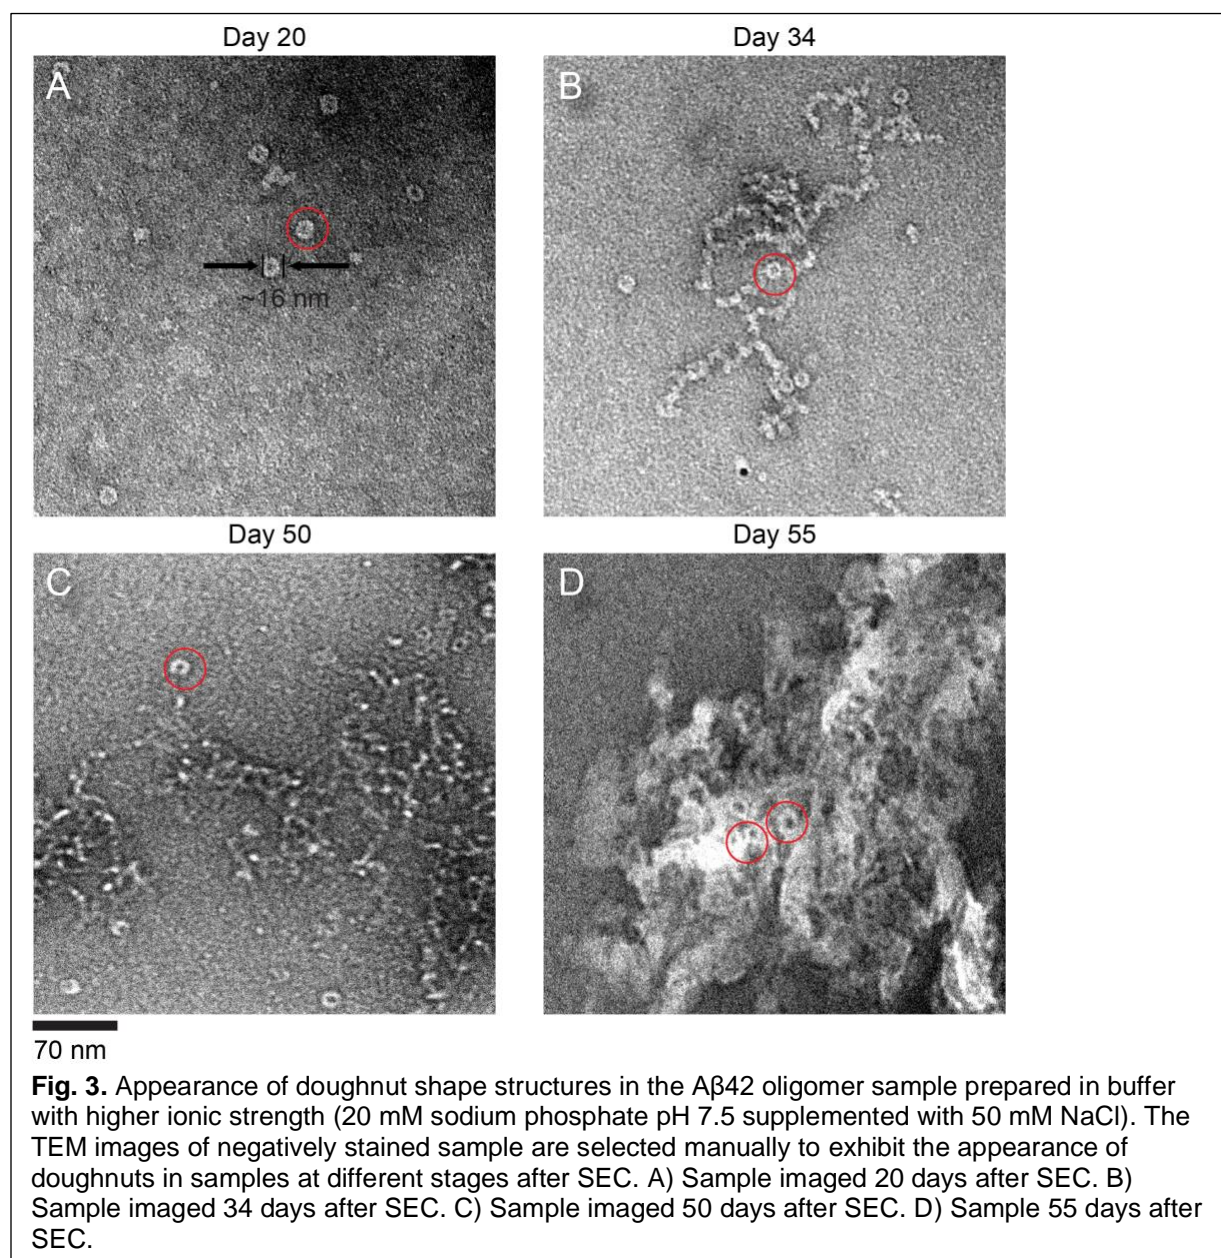 Day 20
Day 34
A
B
~16 nm
Day 50
Day 55
C
D
70 nm
Fig. 3. Appearance of doughnut shape structures in the Aβ42 oligomer sample prepared in buffer
with higher ionic strength (20 mM sodium phosphate pH 7.5 supplemented with 50 mM NaCl). The
TEM images of negatively stained sample are selected manually to exhibit the appearance of
doughnuts in samples at different stages after SEC. A) Sample imaged 20 days after SEC. B)
Sample imaged 34 days after SEC. C) Sample imaged 50 days after SEC. D) Sample 55 days after
SEC.